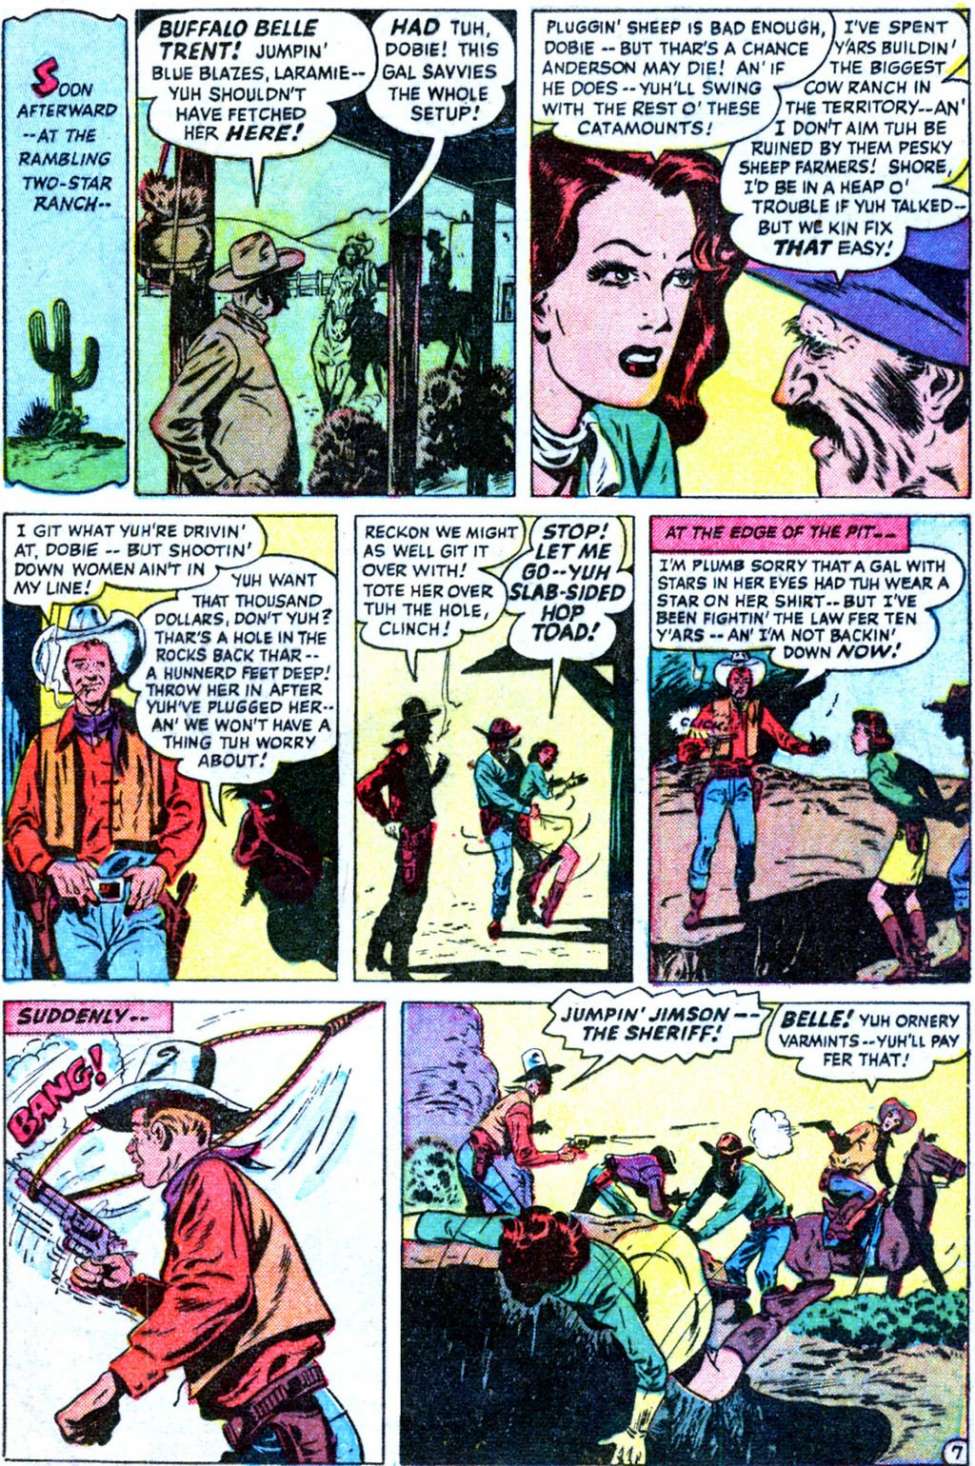 SOON
AFTERWARD
--AT THE
RAMBLING
TWO-STAR
RANCH--
BUFFALO BELLE
TRENT! JUMPIN'
BLUE BLAZES, LARAMIE--
YUH SHOULDN'T
HAVE FETCHED
HER HERE!
HAD TUH,
DOBIE! THIS
GAL SAVVIES
THE WHOLE
SETUP!
PLUGGIN' SHEEP IS BAD ENOUGH,
DOBIE -- BUT THAR'S A CHANCE
ANDERSON MAY DIE! AN' IF
HE DOES -- YUH'LL SWING
WITH THE REST O' THESE
CATAMOUNTS!
I'VE SPENT
Y'ARS BUILDIN'
THE BIGGEST
COW RANCH IN
THE TERRITORY--AN'
I DON'T AIM TUH BE
RUINED BY THEM PESKY
SHEEP FARMERS! SHORE,
I'D BE IN A HEAP O'
TROUBLE IF YUH TALKED--
BUT WE KIN FIX
THAT EASY!
I GIT WHAT YUH'RE DRIVIN'
AT, DOBIE -- BUT SHOOTIN'
DOWN WOMEN AIN'T IN
MY LINE!
YUH WANT
THAT THOUSAND
DOLLARS, DON'T YUH?
THAR'S A HOLE IN THE
ROCKS BACK THAR--
A HUNNERD FEET DEEP!
THROW HER IN AFTER
YUH'VE PLUGGED HER--
AN' WE WON'T HAVE A
THING TUH WORRY
ABOUT!
RECKON WE MIGHT
AS WELL GIT IT
OVER WITH!
TOTE HER OVER
TUH THE HOLE,
CLINCH!
STOP!
LET ME
GO--YUH
SLAB-SIDED
HOP
TOAD!
AT THE EDGE OF THE PIT--
I'M PLUMB SORRY THAT A GAL WITH
STARS IN HER EYES HAD TUH WEAR A
STAR ON HER SHIRT-- BUT I'VE
BEEN FIGHTIN' THE LAW FER TEN
Y'ARS -- AN' I'M NOT BACKIN'
DOWN NOW!
CLICK
SUDDENLY--
BANG!
JUMPIN' JIMSON --
THE SHERIFF!
BELLE! YUH ORNERY
VARMINTS--YUH'LL PAY
FER THAT!
7